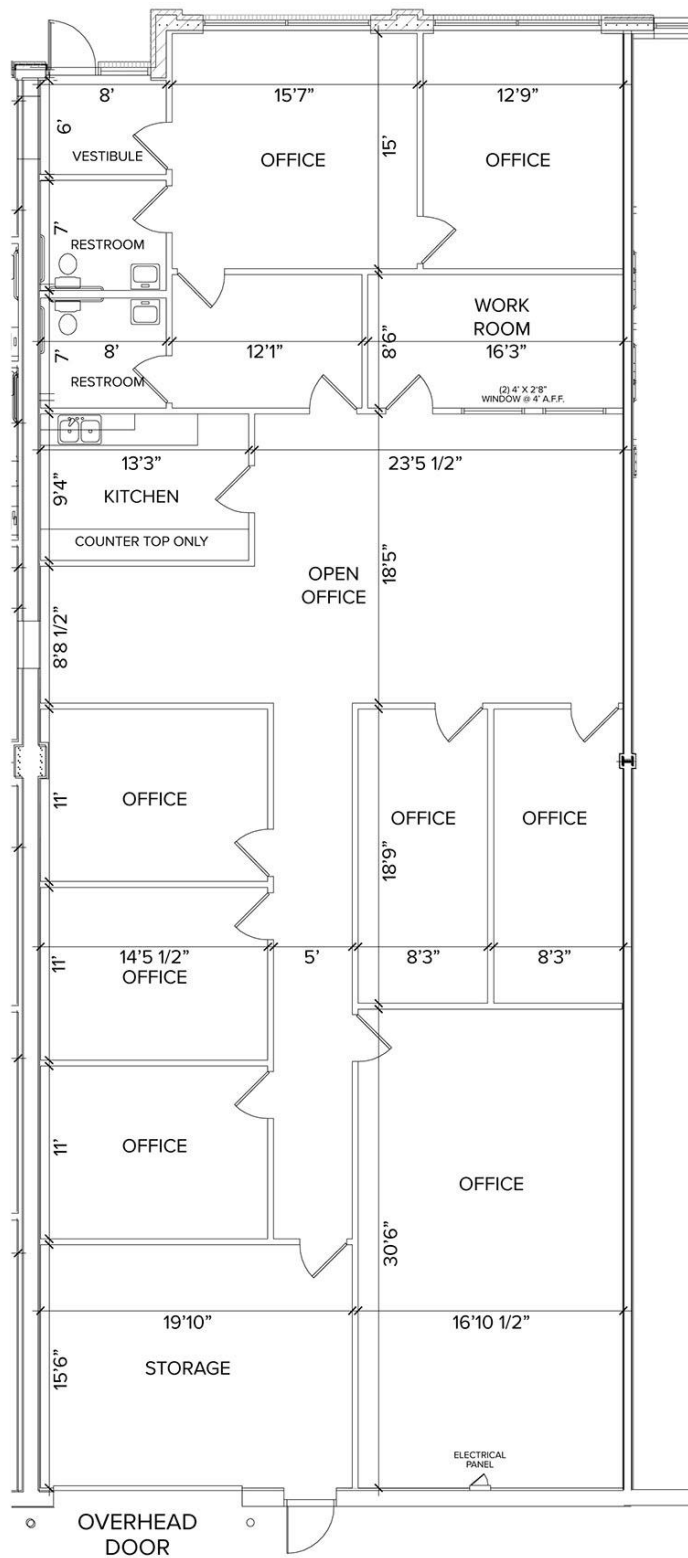 8'
15'7"
12'9"
6'
VESTIBULE
OFFICE
15'
OFFICE
7'
RESTROOM
WORK
ROOM
8'6"
7'
8'
12'1"
16'3"
RESTROOM
(2) 4' X 2'8"
WINDOW @ 4' A.F.F.
13'3"
23'5 1/2"
9'4"
KITCHEN
COUNTER TOP ONLY
OPEN
OFFICE
18'5"
8'8 1/2"
11'
OFFICE
OFFICE
OFFICE
18'9"
14'5 1/2"
5'
8'3"
8'3"
11'
OFFICE
11'
OFFICE
OFFICE
30'6"
19'10"
16'10 1/2"
15'6"
STORAGE
ELECTRICAL
PANEL
OVERHEAD
DOOR